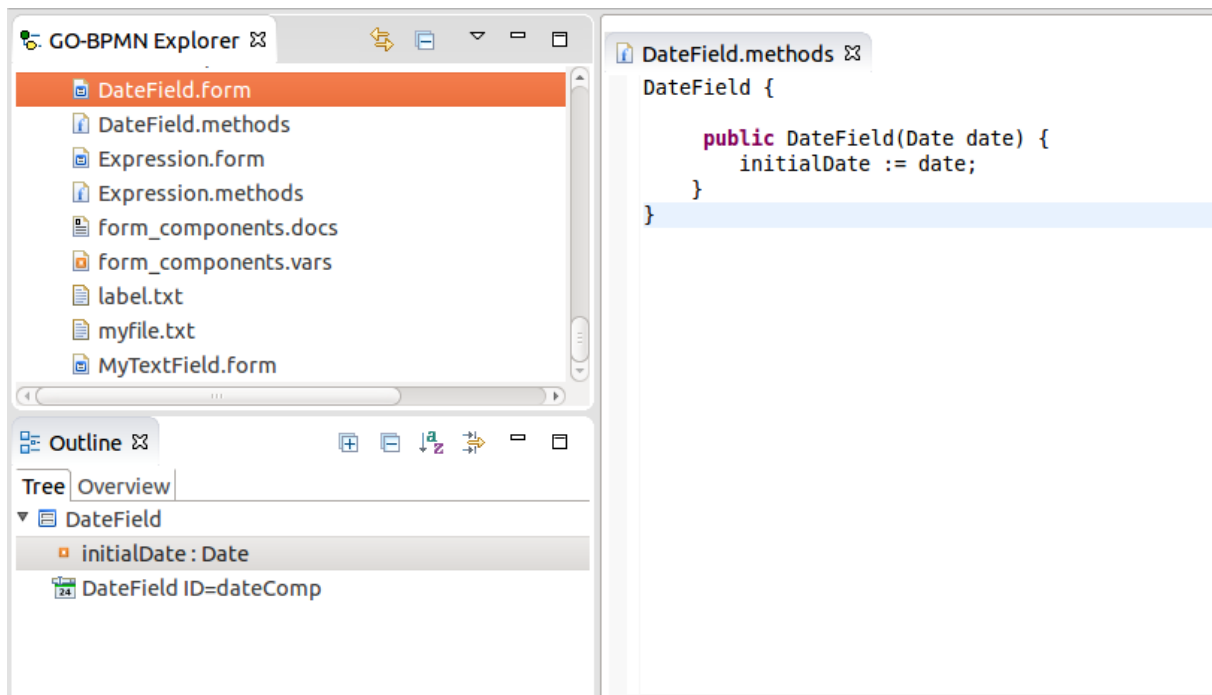 GO-BPMN Explorer
DateField.form
DateField.methods
Expression.form
Expression.methods
form_components.docs
form_components.vars
label.txt
myfile.txt
MyTextField.form
Outline
a
z
Tree Overview
DateField
initialDate : Date
24 DateField ID=dateComp
DateField.methods
DateField {
public DateField(Date date) {
initialDate := date;
}
}